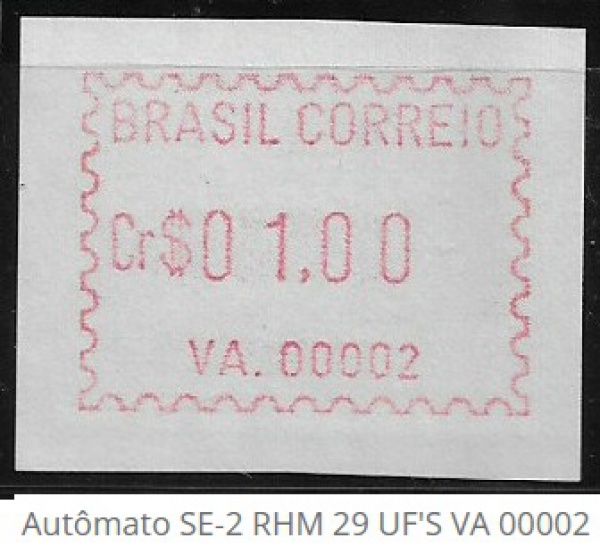 BRASIL CORREIO
Cr$01,00
VA. 00002
Autômato SE-2 RHM 29 UF'S VA 00002